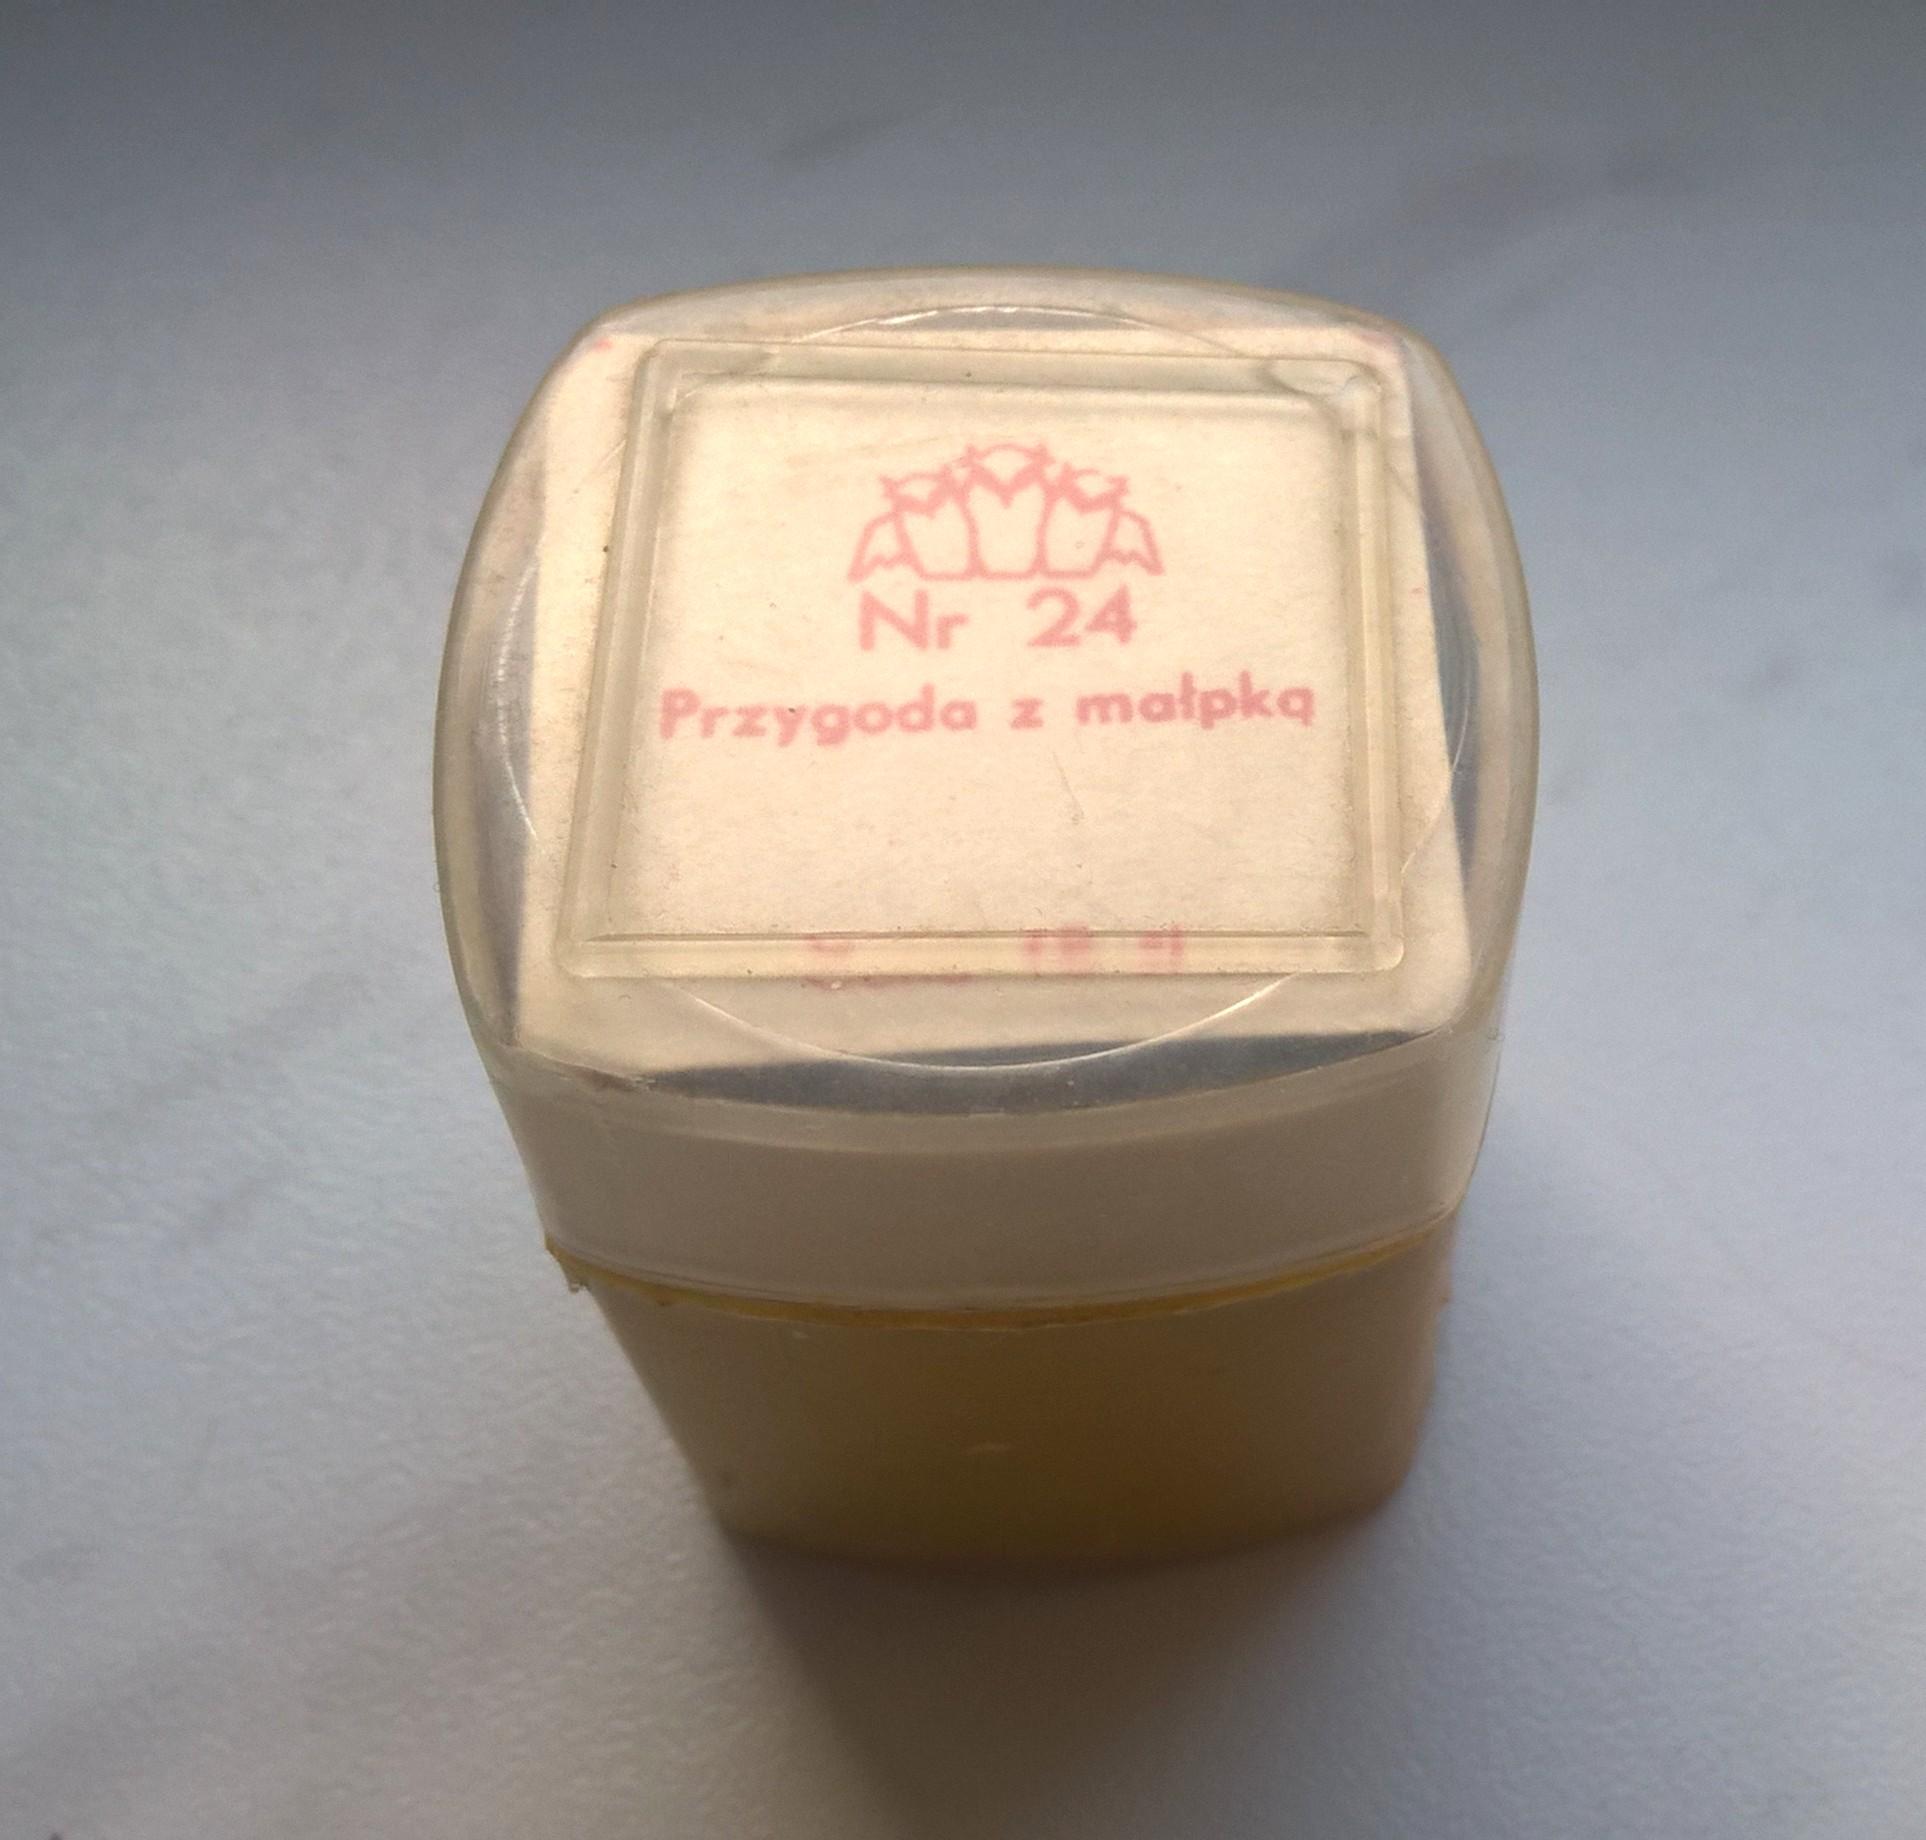 Nr 24
Przygoda z małpką